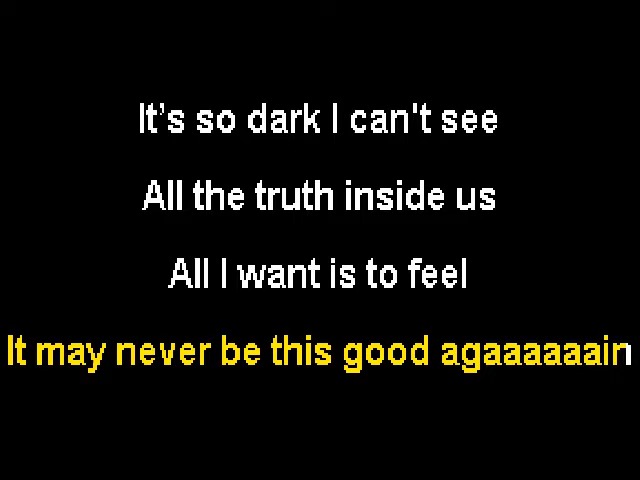 It’s so dark I can't see
All the truth inside us
All I want is to feel
It may never be this good agaaaaaain